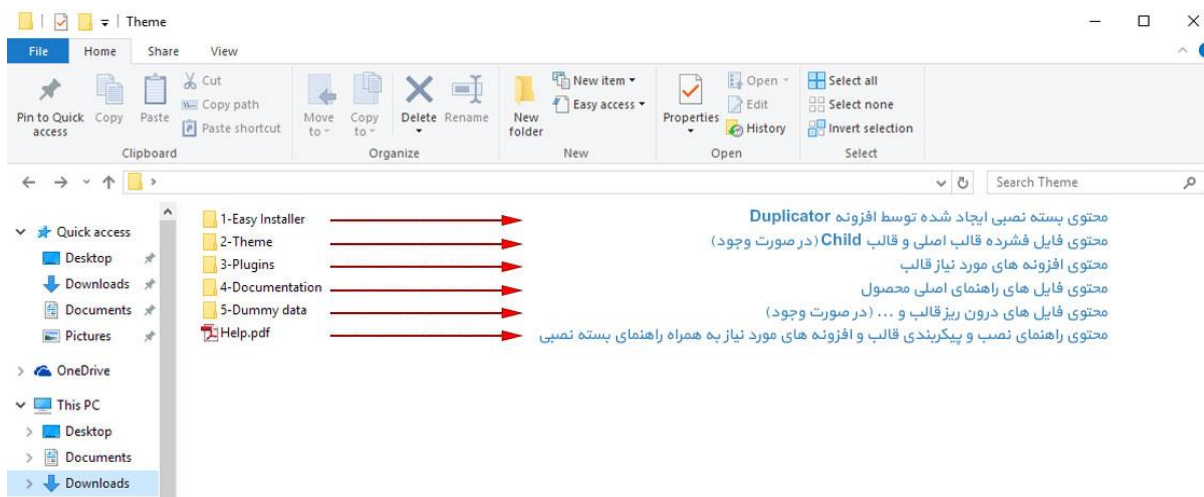 Theme
File Home Share View
Pin to Quick access
Copy
Paste
Cut
Copy path
Paste shortcut
Clipboard
Move to
Copy to
Delete
Rename
Organize
New folder
New item
Easy access
New
Properties
Open
Edit
History
Open
Select all
Select none
Invert selection
Select
Search Theme
Quick access
Desktop
Downloads
Documents
Pictures
OneDrive
This PC
Desktop
Documents
Downloads
1-Easy Installer محتوی بسته نصبی ایجاد شده توسط افزونه Duplicator
2-Theme محتوی فایل فشرده قالب اصلی و قالب Child (در صورت وجود)
3-Plugins محتوی افزونه های مورد نیاز قالب
4-Documentation محتوی فایل های راهنمای اصلی محصول
5-Dummy data محتوی فایل های درون ریز قالب و ... (در صورت وجود)
Help.pdf محتوی راهنمای نصب و پیکربندی قالب و افزونه های مورد نیاز به همراه راهنمای بسته نصبی